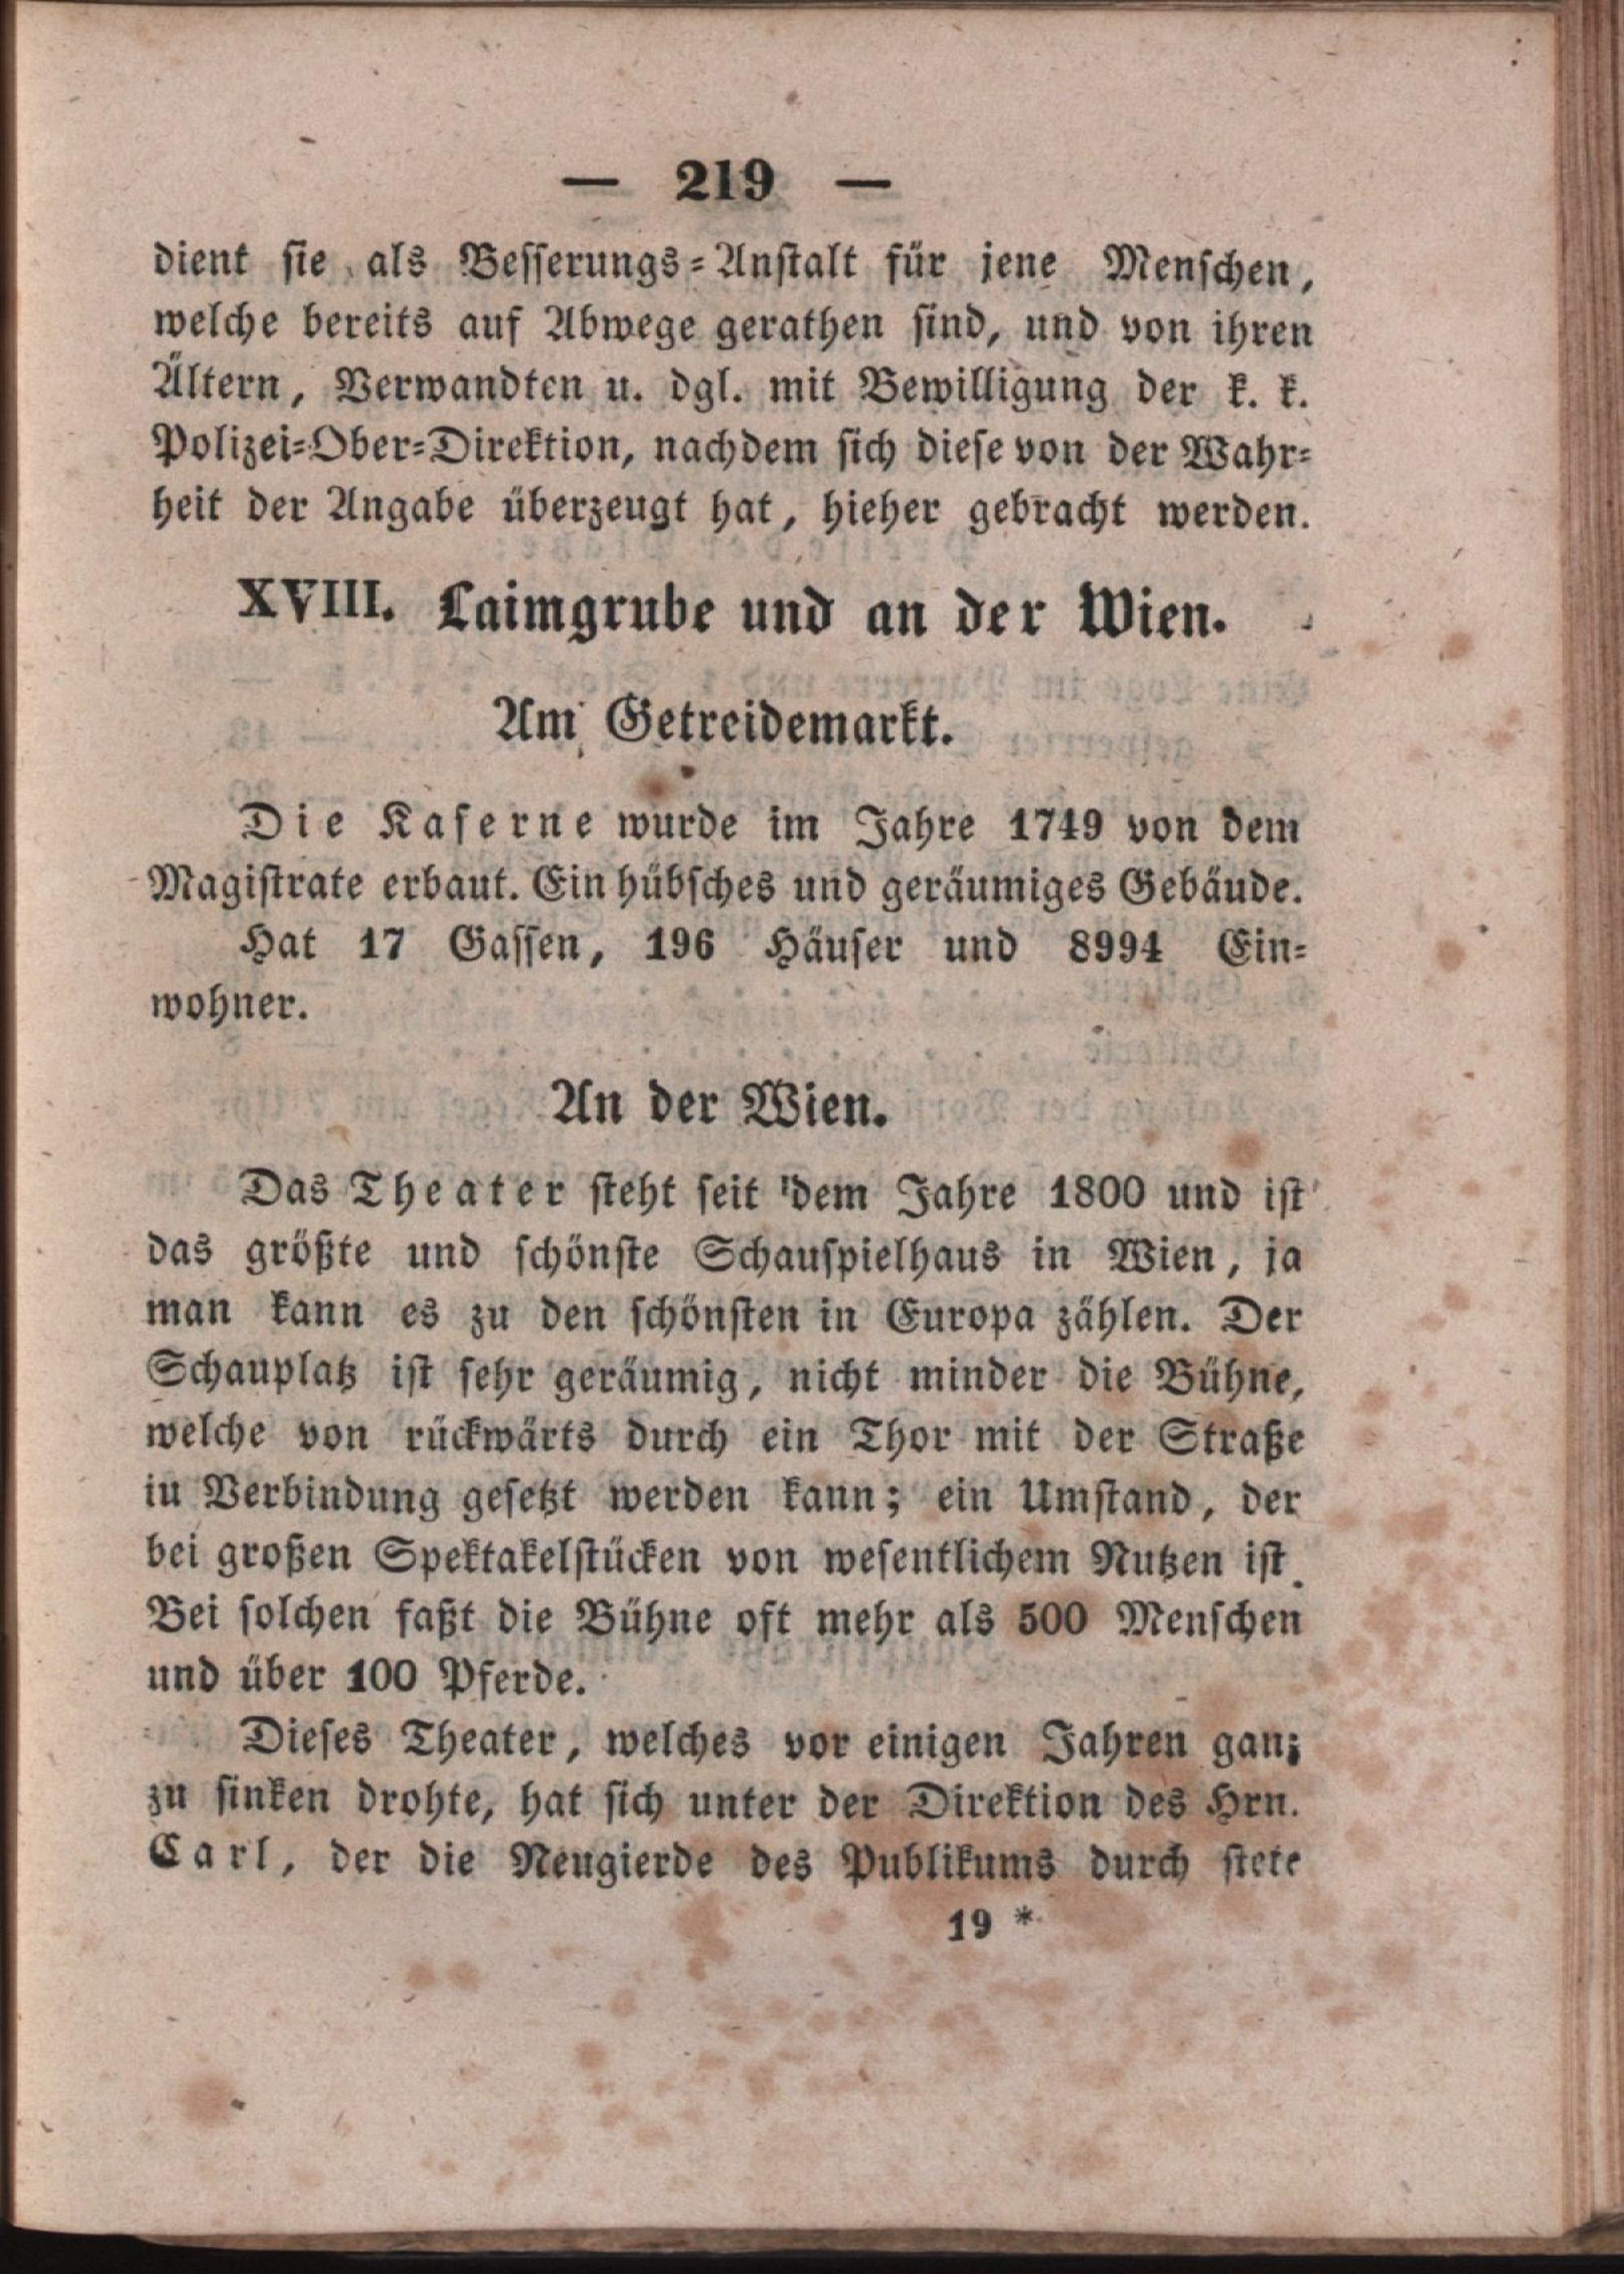 — 219 —
dient sie als Besserungs-Anstalt für jene Menschen,
welche bereits auf Abwege gerathen sind, und von ihren
Ältern, Verwandten u. dgl. mit Bewilligung der k. k.
Polizei-Ober-Direktion, nachdem sich diese von der Wahr-
heit der Angabe überzeugt hat, hieher gebracht werden.
XVIII. Laimgrube und an der Wien.
Am Getreidemarkt.
Die Kaserne wurde im Jahre 1749 von dem
Magistrate erbaut. Ein hübsches und geräumiges Gebäude.
Hat 17 Gassen, 196 Häuser und 8994 Ein-
wohner.
An der Wien.
Das Theater steht seit dem Jahre 1800 und ist
das größte und schönste Schauspielhaus in Wien, ja
man kann es zu den schönsten in Europa zählen. Der
Schauplatz ist sehr geräumig, nicht minder die Bühne,
welche von rückwärts durch ein Thor mit der Straße
in Verbindung gesetzt werden kann; ein Umstand, der
bei großen Spektakelstücken von wesentlichem Nutzen ist.
Bei solchen faßt die Bühne oft mehr als 500 Menschen
und über 100 Pferde.
Dieses Theater, welches vor einigen Jahren ganz
zu sinken drohte, hat sich unter der Direktion des Hrn.
Carl, der die Neugierde des Publikums durch stete
19 *